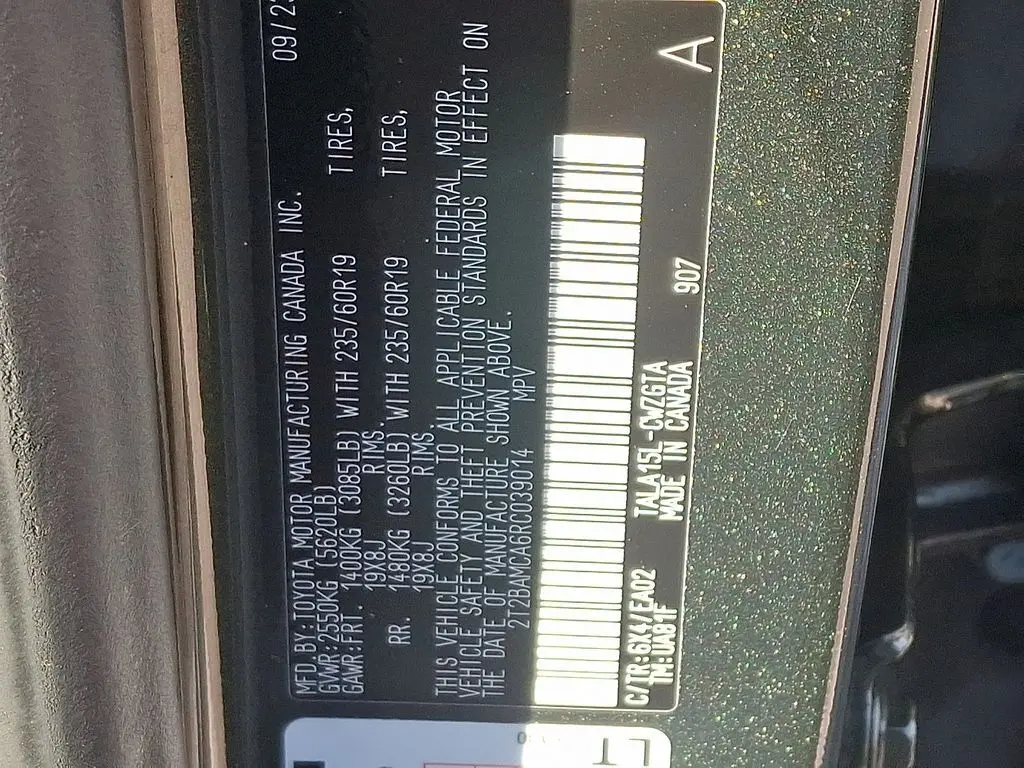 MFD BY:TOYOTA MOTOR MANUFACTURING CANADA INC. 09/23
GVWR:2550KG (5620LB)
GAWR:FRT. 1400KG (3085LB) WITH 235/60R19 TIRES,
19X8J RIMS.
RR. 1480KG (3260LB) WITH 235/60R19 TIRES,
19X8J RIMS.
THIS VEHICLE CONFORMS TO ALL APPLICABLE FEDERAL MOTOR
VEHICLE SAFETY AND THEFT PREVENTION STANDARDS IN EFFECT ON
THE DATE OF MANUFACTURE SHOWN ABOVE.
2T2BAMCA6RC039014 MPV
C/TR:6X4/EA02 TALA15L-CWZGTA
TM:UA81F MADE IN CANADA 907 A